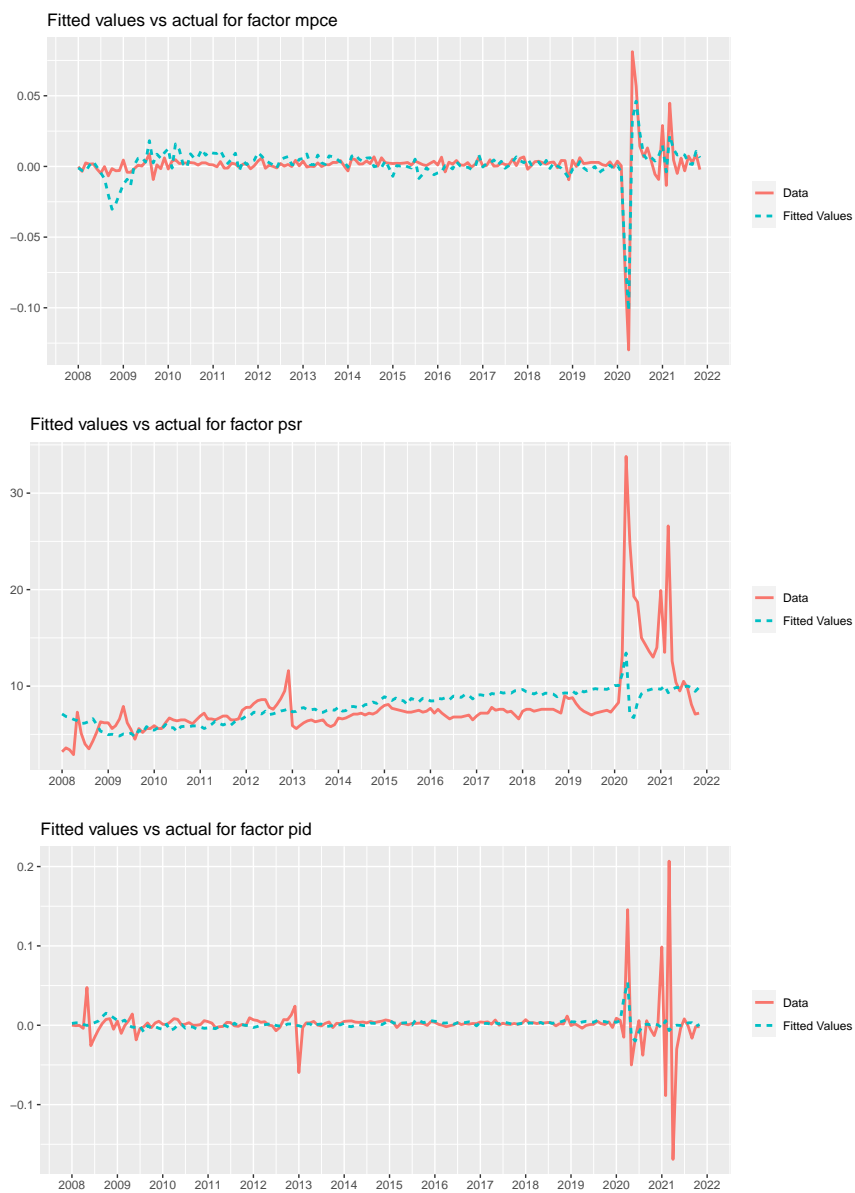 Fitted values vs actual for factor mpce
0.05
0.00
−0.05
−0.10
2008 2009 2010 2011 2012 2013 2014 2015 2016 2017 2018 2019 2020 2021 2022
Data
Fitted Values
Fitted values vs actual for factor psr
30
20
10
2008 2009 2010 2011 2012 2013 2014 2015 2016 2017 2018 2019 2020 2021 2022
Data
Fitted Values
Fitted values vs actual for factor pid
0.2
0.1
0.0
−0.1
2008 2009 2010 2011 2012 2013 2014 2015 2016 2017 2018 2019 2020 2021 2022
Data
Fitted Values